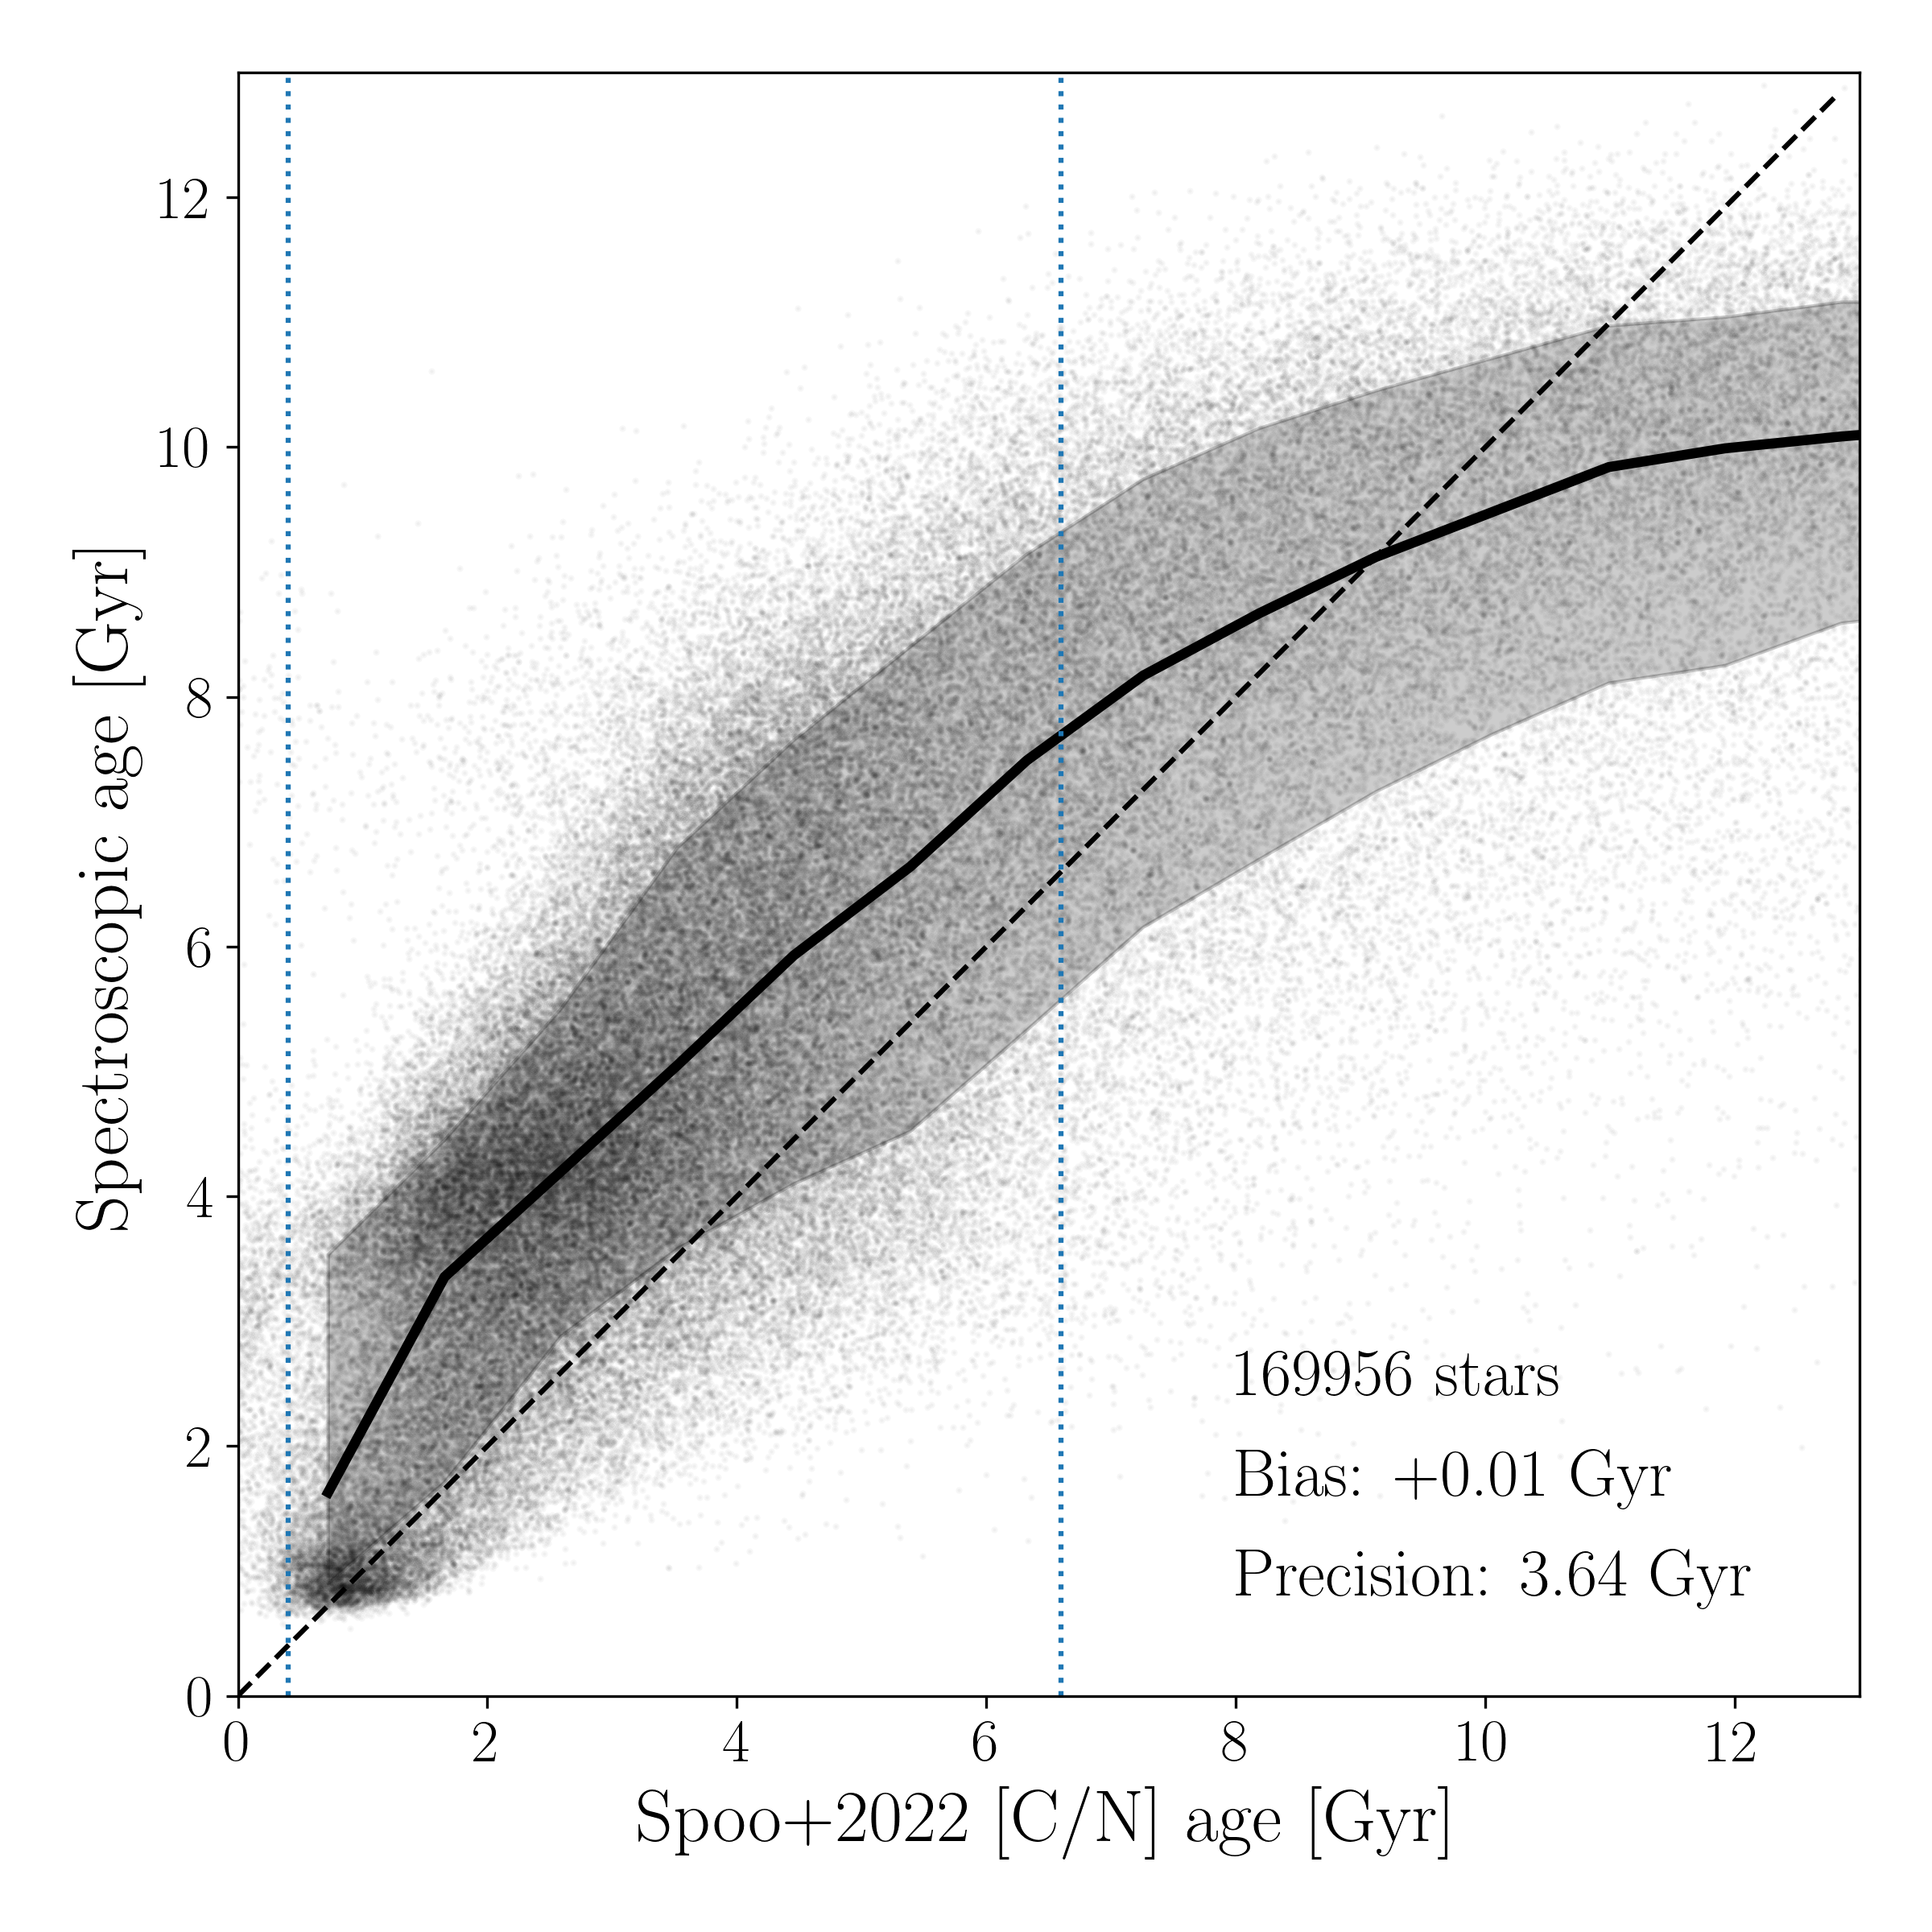 Spectroscopic age [Gyr]
12
10
8
6
4
2
0
169956 stars
Bias: +0.01 Gyr
Precision: 3.64 Gyr
0 2 4 6 8 10 12
Spoo+2022 [C/N] age [Gyr]